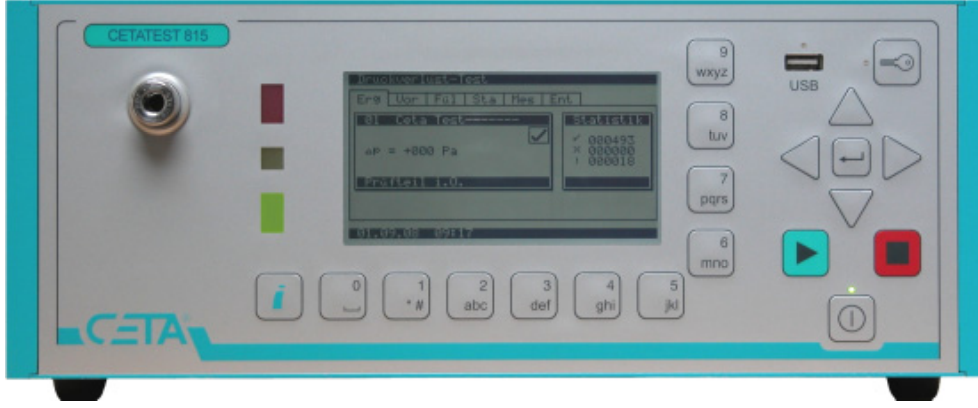 CETATEST 815
Druckverlust-Test
Erg Vor Fül Sta Mes Ent
01 Ceta Test
ΔP = +000 Pa
Prüfteil i.O.
Statistik
✓ 000493
× 000000
! 000018
01.09.08 09:17
9
wxyz
8
tuv
7
pqrs
6
mno
USB
i
0
1
* #
2
abc
3
def
4
ghi
5
jkl
CETA